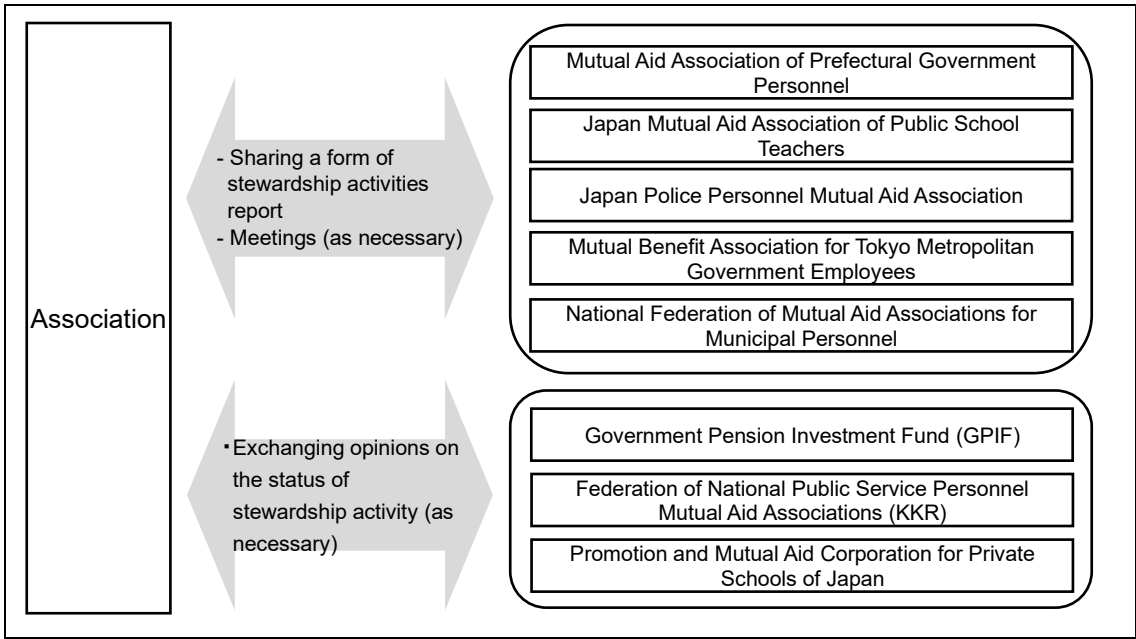 Association
- Sharing a form of
stewardship activities
report
- Meetings (as necessary)
Mutual Aid Association of Prefectural Government
Personnel
Japan Mutual Aid Association of Public School
Teachers
Japan Police Personnel Mutual Aid Association
Mutual Benefit Association for Tokyo Metropolitan
Government Employees
National Federation of Mutual Aid Associations for
Municipal Personnel
・Exchanging opinions on
the status of
stewardship activity (as
necessary)
Government Pension Investment Fund (GPIF)
Federation of National Public Service Personnel
Mutual Aid Associations (KKR)
Promotion and Mutual Aid Corporation for Private
Schools of Japan